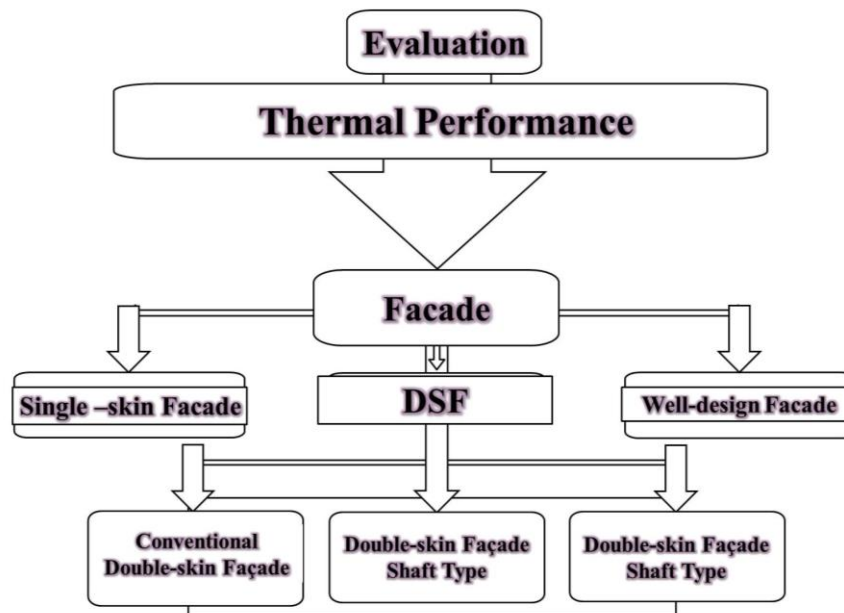 Evaluation
Thermal Performance
Facade
Single –skin Facade
DSF
Well-design Facade
Conventional
Double-skin Façade
Double-skin Façade
Shaft Type
Double-skin Façade
Shaft Type